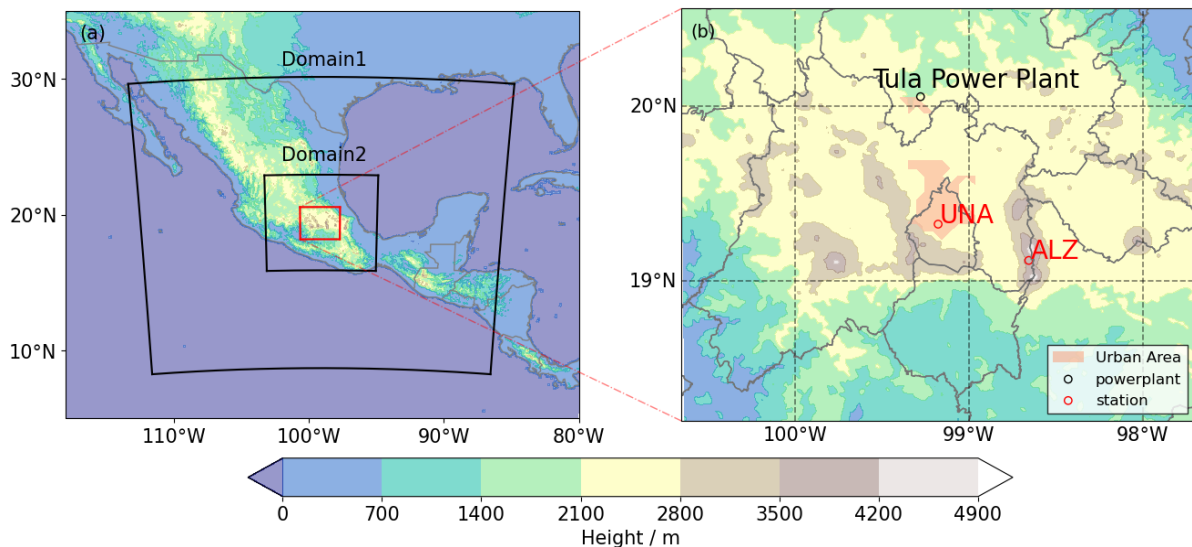 (a)
Domain1
Domain2
30°N
20°N
10°N
110°W
100°W
90°W
80°W
(b)
Tula Power Plant
UNA
ALZ
20°N
19°N
Urban Area
powerplant
station
100°W
99°W
98°W
0
700
1400
2100
2800
3500
4200
4900
Height / m